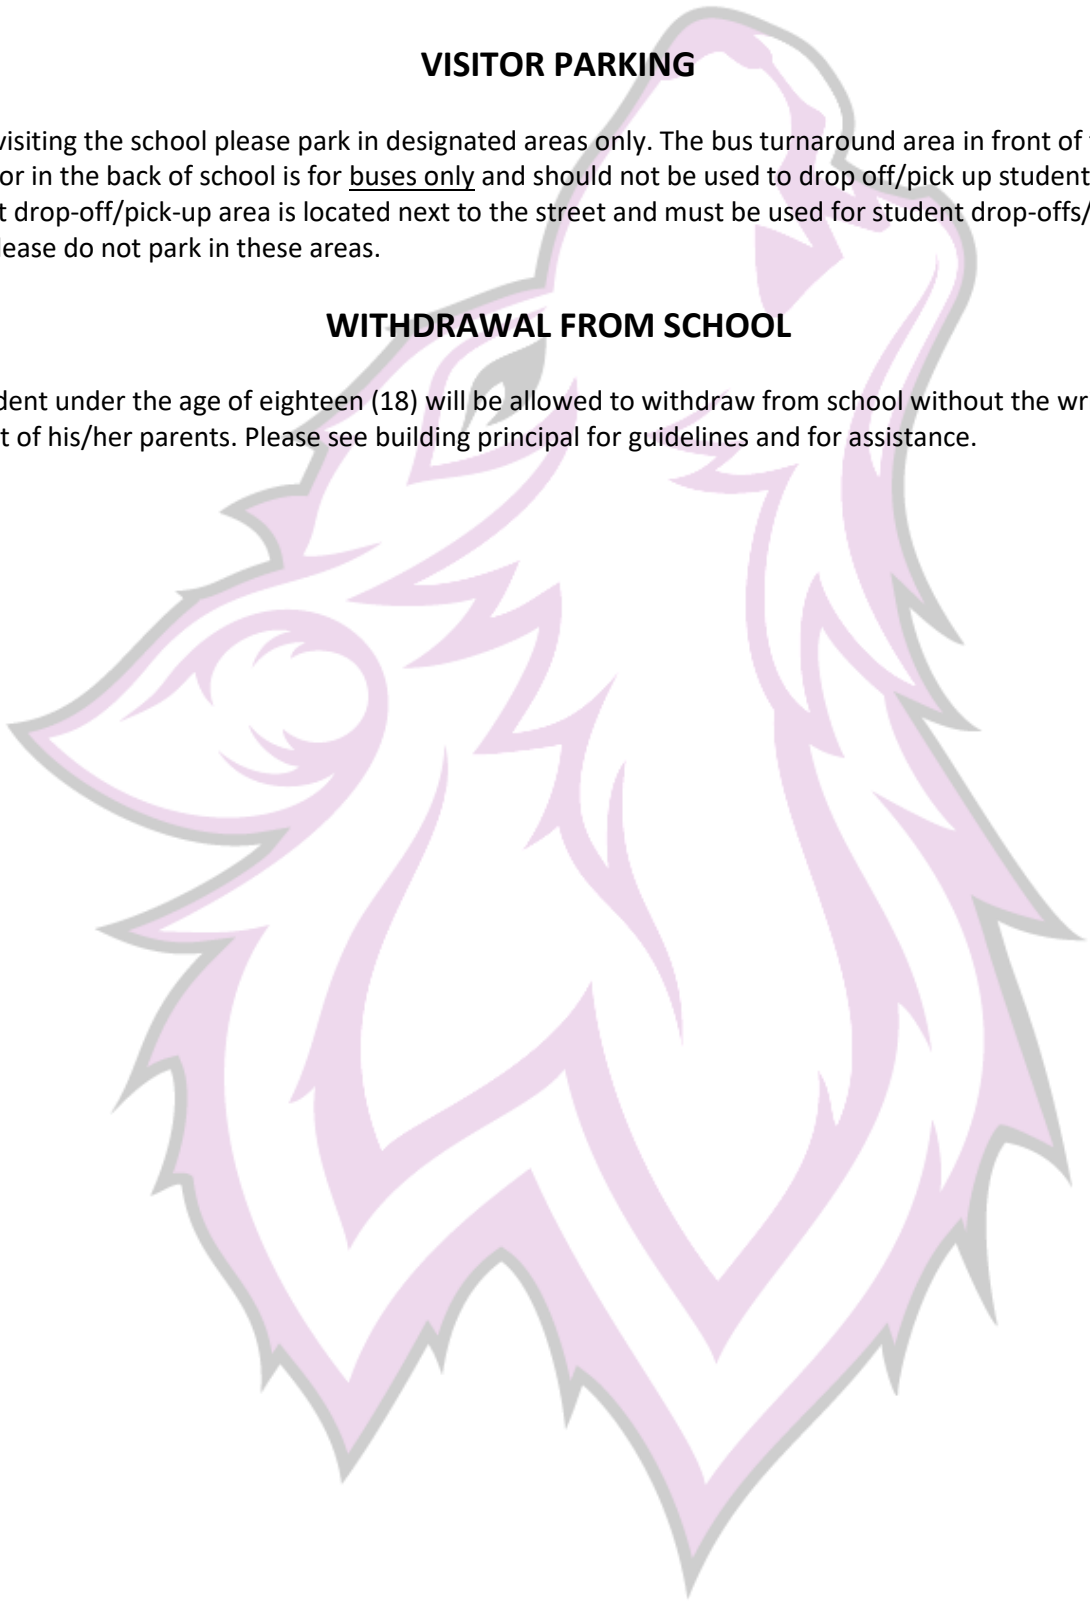 VISITOR PARKING
visiting the school please park in designated areas only. The bus turnaround area in front of
or in the back of school is for buses only and should not be used to drop off/pick up student
t drop-off/pick-up area is located next to the street and must be used for student drop-offs/
lease do not park in these areas.
WITHDRAWAL FROM SCHOOL
dent under the age of eighteen (18) will be allowed to withdraw from school without the wr
t of his/her parents. Please see building principal for guidelines and for assistance.